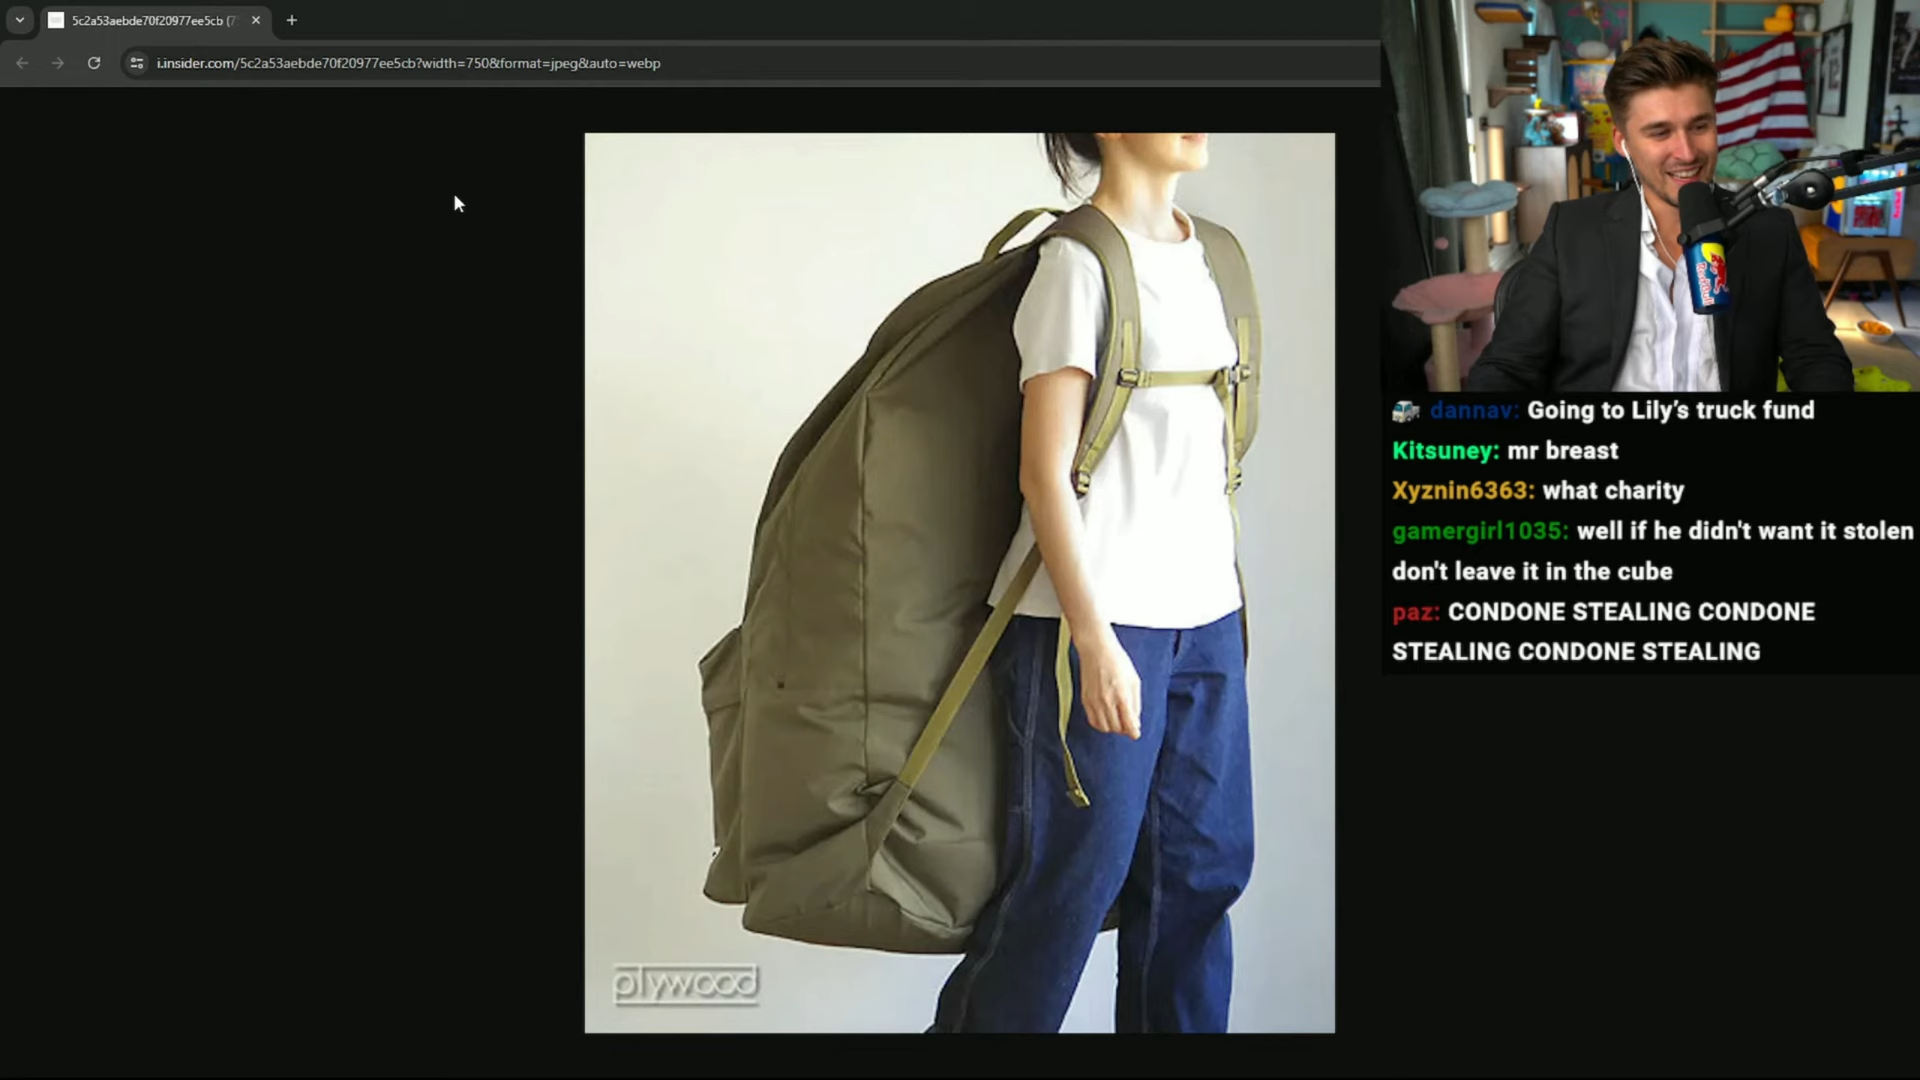 5c2a53aebde70f20977ee5cb (7
i.insider.com/5c2a53aebde70f20977ee5cb?width=750&format=jpeg&auto=webp
RedBull
dannav: Going to Lily’s truck fund
Kitsuney: mr breast
Xyznin6363: what charity
gamergirl1035: well if he didn't want it stolen
don't leave it in the cube
paz: CONDONE STEALING CONDONE
STEALING CONDONE STEALING
plywood